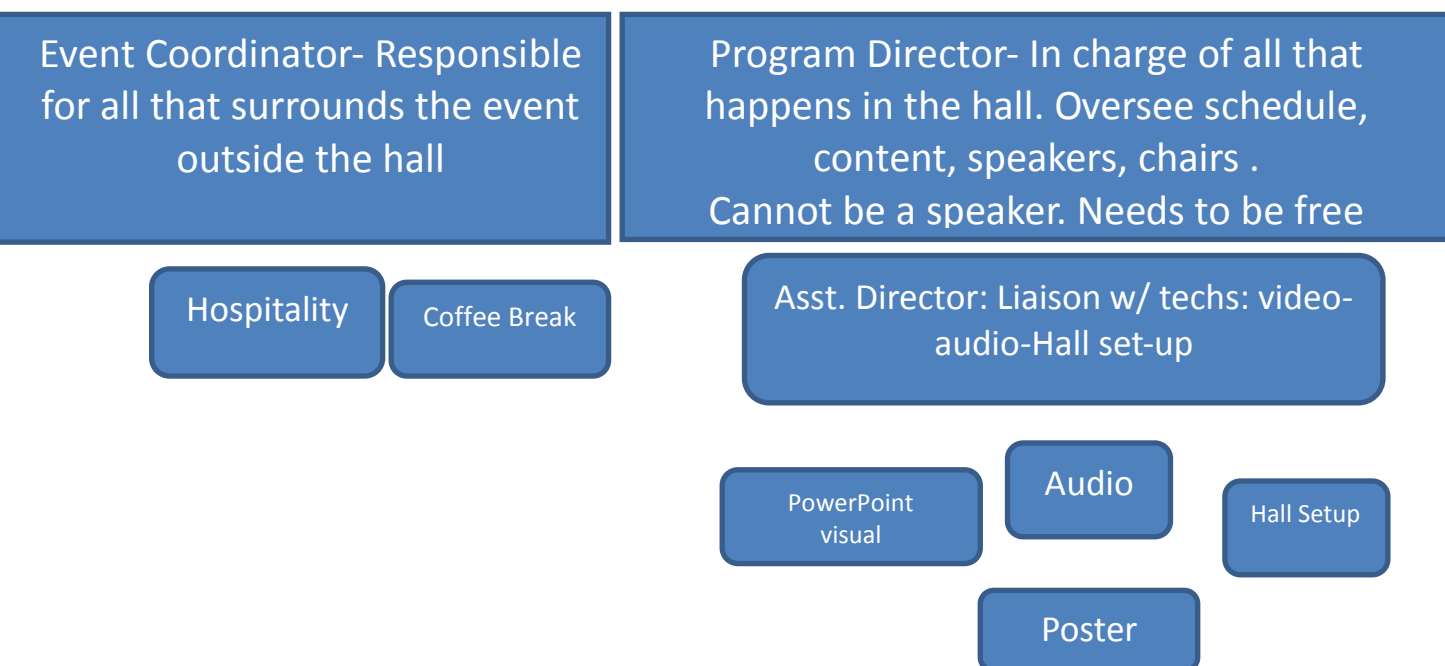 Event Coordinator- Responsible
for all that surrounds the event
outside the hall
Program Director- In charge of all that
happens in the hall. Oversee schedule,
content, speakers, chairs .
Cannot be a speaker. Needs to be free
Hospitality
Coffee Break
Asst. Director: Liaison w/ techs: video-
audio-Hall set-up
PowerPoint
visual
Audio
Hall Setup
Poster